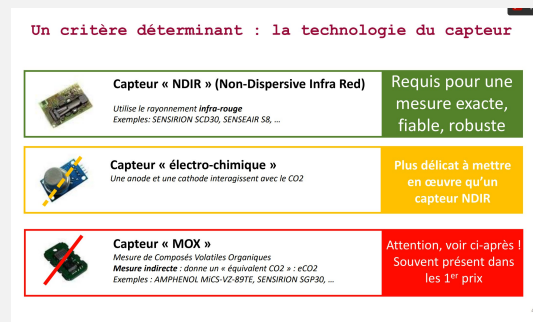 Un critère déterminant : la technologie du capteur
Capteur « NDIR » (Non-Dispersive Infra Red)
Utilise le rayonnement infra-rouge
Exemples: SENSIRION SCD30, SENSEAIR S8, ...
Requis pour une
mesure exacte,
fiable, robuste
Capteur « électro-chimique »
Une anode et une cathode interagissent avec le CO2
Plus délicat à mettre
en œuvre qu'un
capteur NDIR
Capteur « MOX »
Mesure de Composés Volatiles Organiques
Mesure indirecte : donne un « équivalent CO2 » : eCO2
Exemples : AMPHENOL MiCS-VZ-89TE, SENSIRION SGP30, ...
Attention, voir ci-après !
Souvent présent dans
les 1er prix